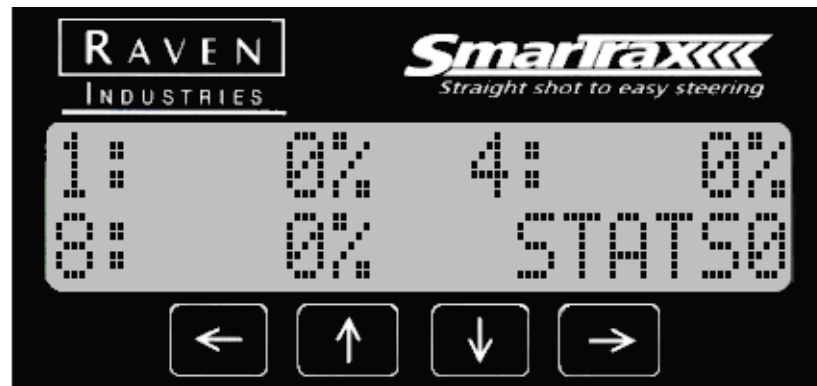 RAVEN
INDUSTRIES
SmarTrax
Straight shot to easy steering
1: 0% 4: 0%
8: 0% STATS0